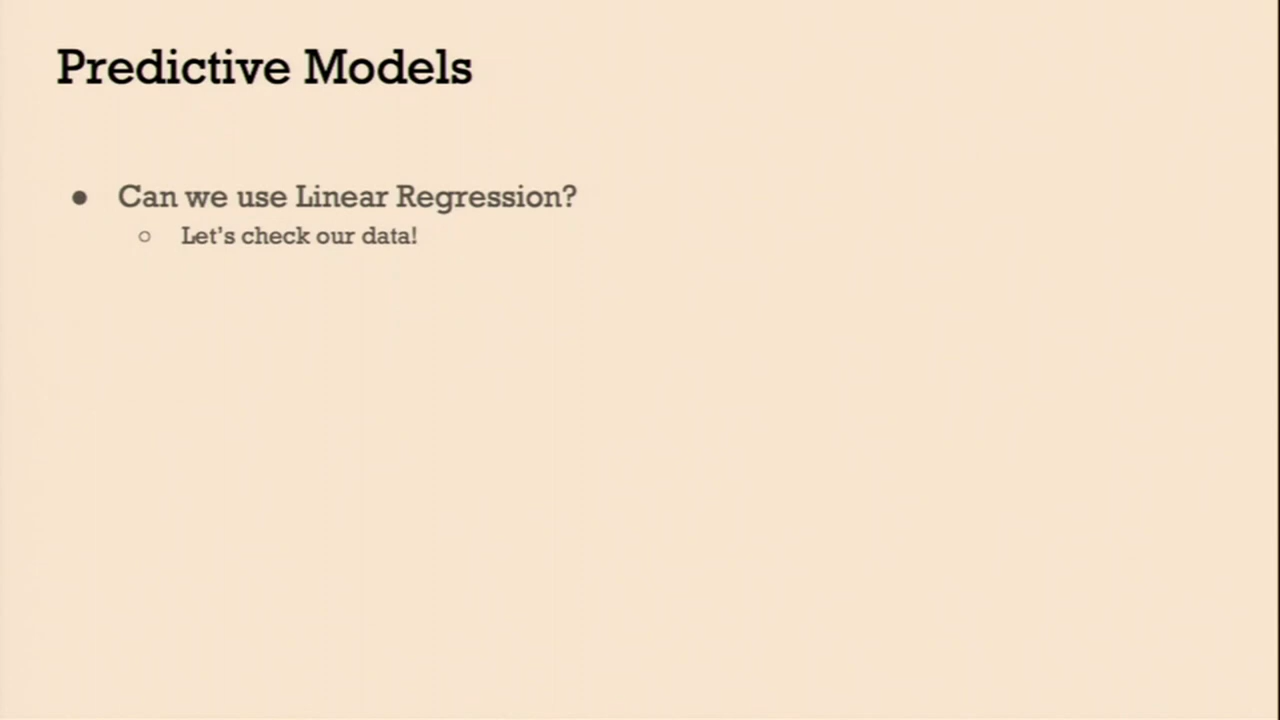 Predictive Models
● Can we use Linear Regression?
○ Let's check our data!